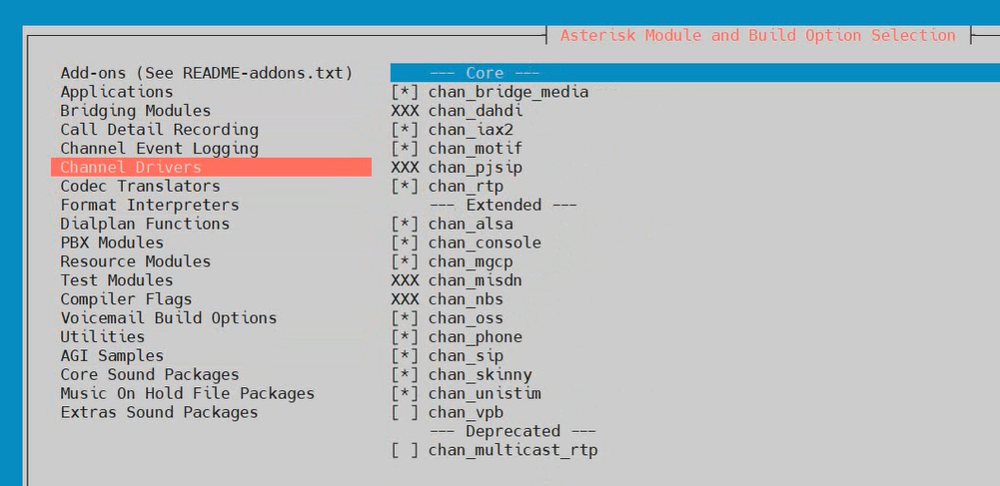 Asterisk Module and Build Option Selection
Add-ons (See README-addons.txt) --- Core ---
Applications [*] chan_bridge_media
Bridging Modules XXX chan_dahdi
Call Detail Recording [*] chan_iax2
Channel Event Logging [*] chan_motif
Channel Drivers XXX chan_pjsip
Codec Translators [*] chan_rtp
Format Interpreters --- Extended ---
Dialplan Functions [*] chan_alsa
PBX Modules [*] chan_console
Resource Modules [*] chan_mgcp
Test Modules XXX chan_misdn
Compiler Flags XXX chan_nbs
Voicemail Build Options [*] chan_oss
Utilities [*] chan_phone
AGI Samples [*] chan_sip
Core Sound Packages [*] chan_skinny
Music On Hold File Packages [*] chan_unistim
Extras Sound Packages [ ] chan_vpb
--- Deprecated ---
[ ] chan_multicast_rtp